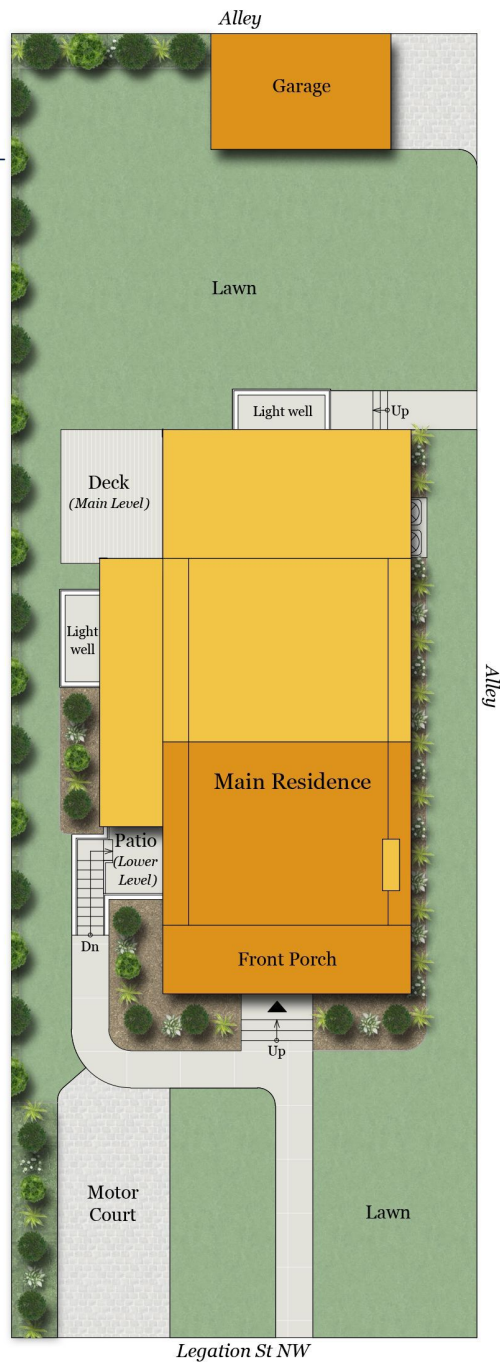 Alley
Garage
Lawn
Light well
Up
Deck
(Main Level)
Light
well
Alley
Main Residence
Patio
(Lower
Level)
Dn
Front Porch
Up
Motor
Court
Lawn
Legation St NW